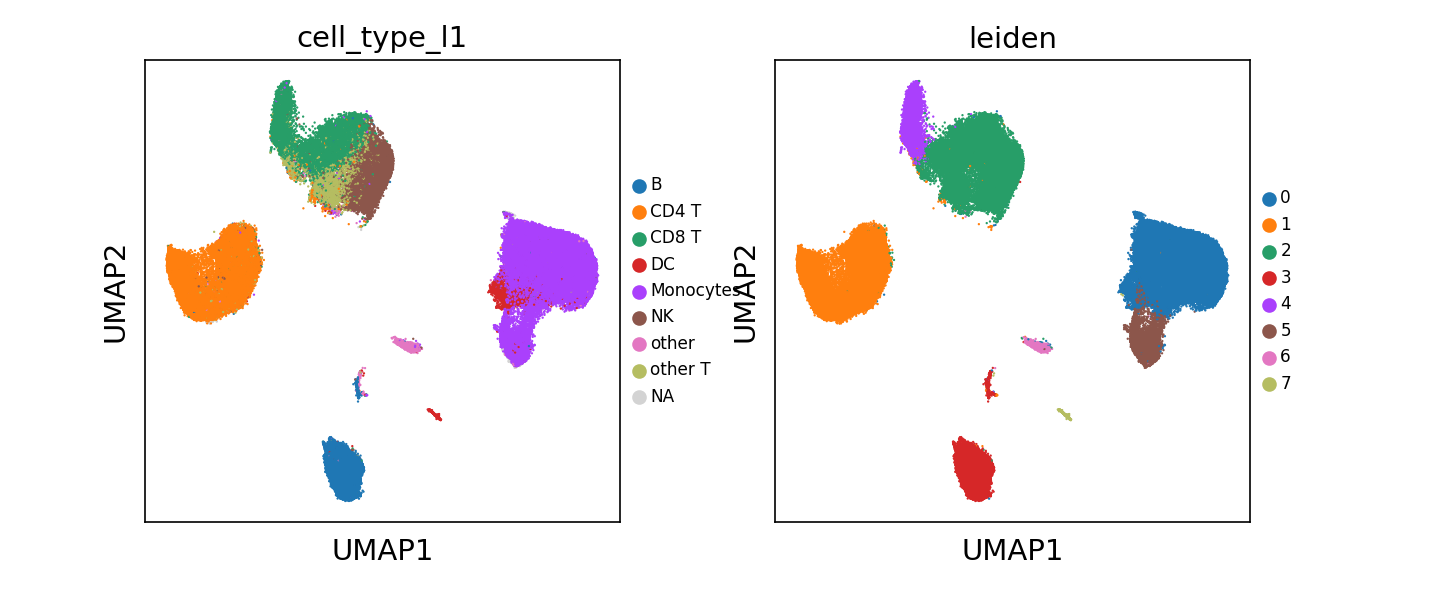 cell_type_l1
UMAP2
UMAP1
B
CD4 T
CD8 T
DC
Monocytes
NK
other
other T
NA
leiden
UMAP2
UMAP1
0
1
2
3
4
5
6
7